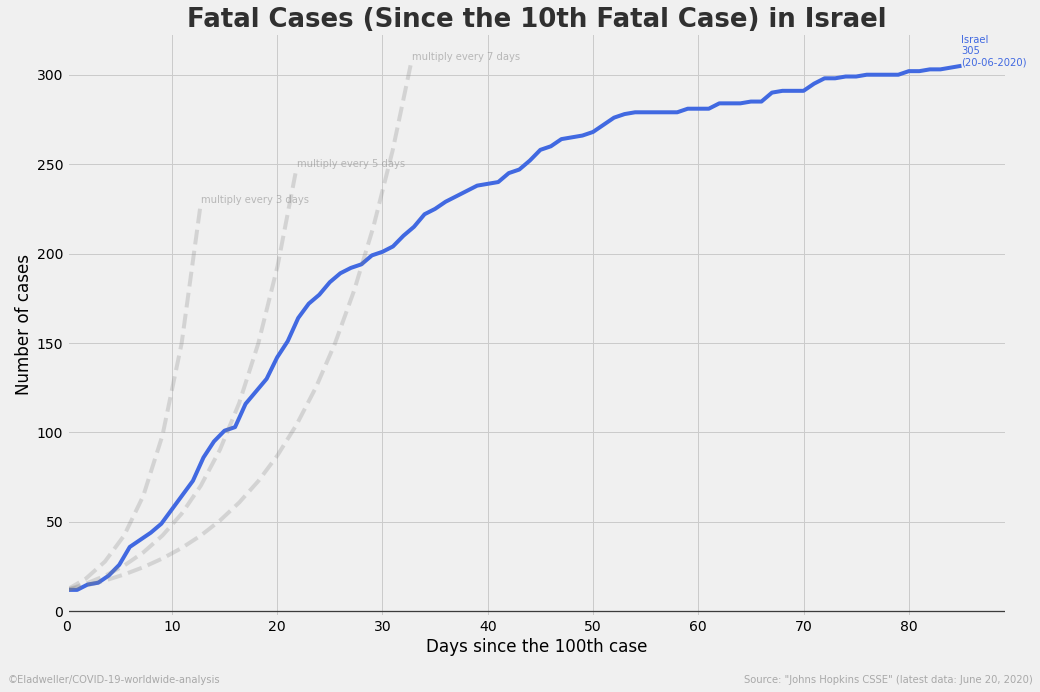 Fatal Cases (Since the 10th Fatal Case) in Israel
Israel
305
(20-06-2020)
multiply every 7 days
multiply every 5 days
multiply every 3 days
Number of cases
300
250
200
150
100
50
0
0 10 20 30 40 50 60 70 80
Days since the 100th case
©Eladweller/COVID-19-worldwide-analysis
Source: "Johns Hopkins CSSE" (latest data: June 20, 2020)